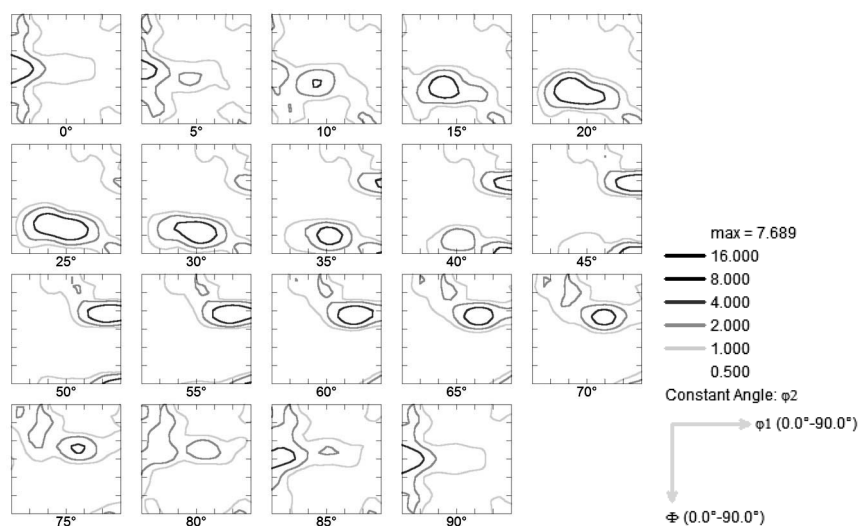 0° 5° 10° 15° 20°
25° 30° 35° 40° 45°
50° 55° 60° 65° 70°
75° 80° 85° 90°
max = 7.689
16.000
8.000
4.000
2.000
1.000
0.500
Constant Angle: φ2
φ1 (0.0°-90.0°)
Φ (0.0°-90.0°)